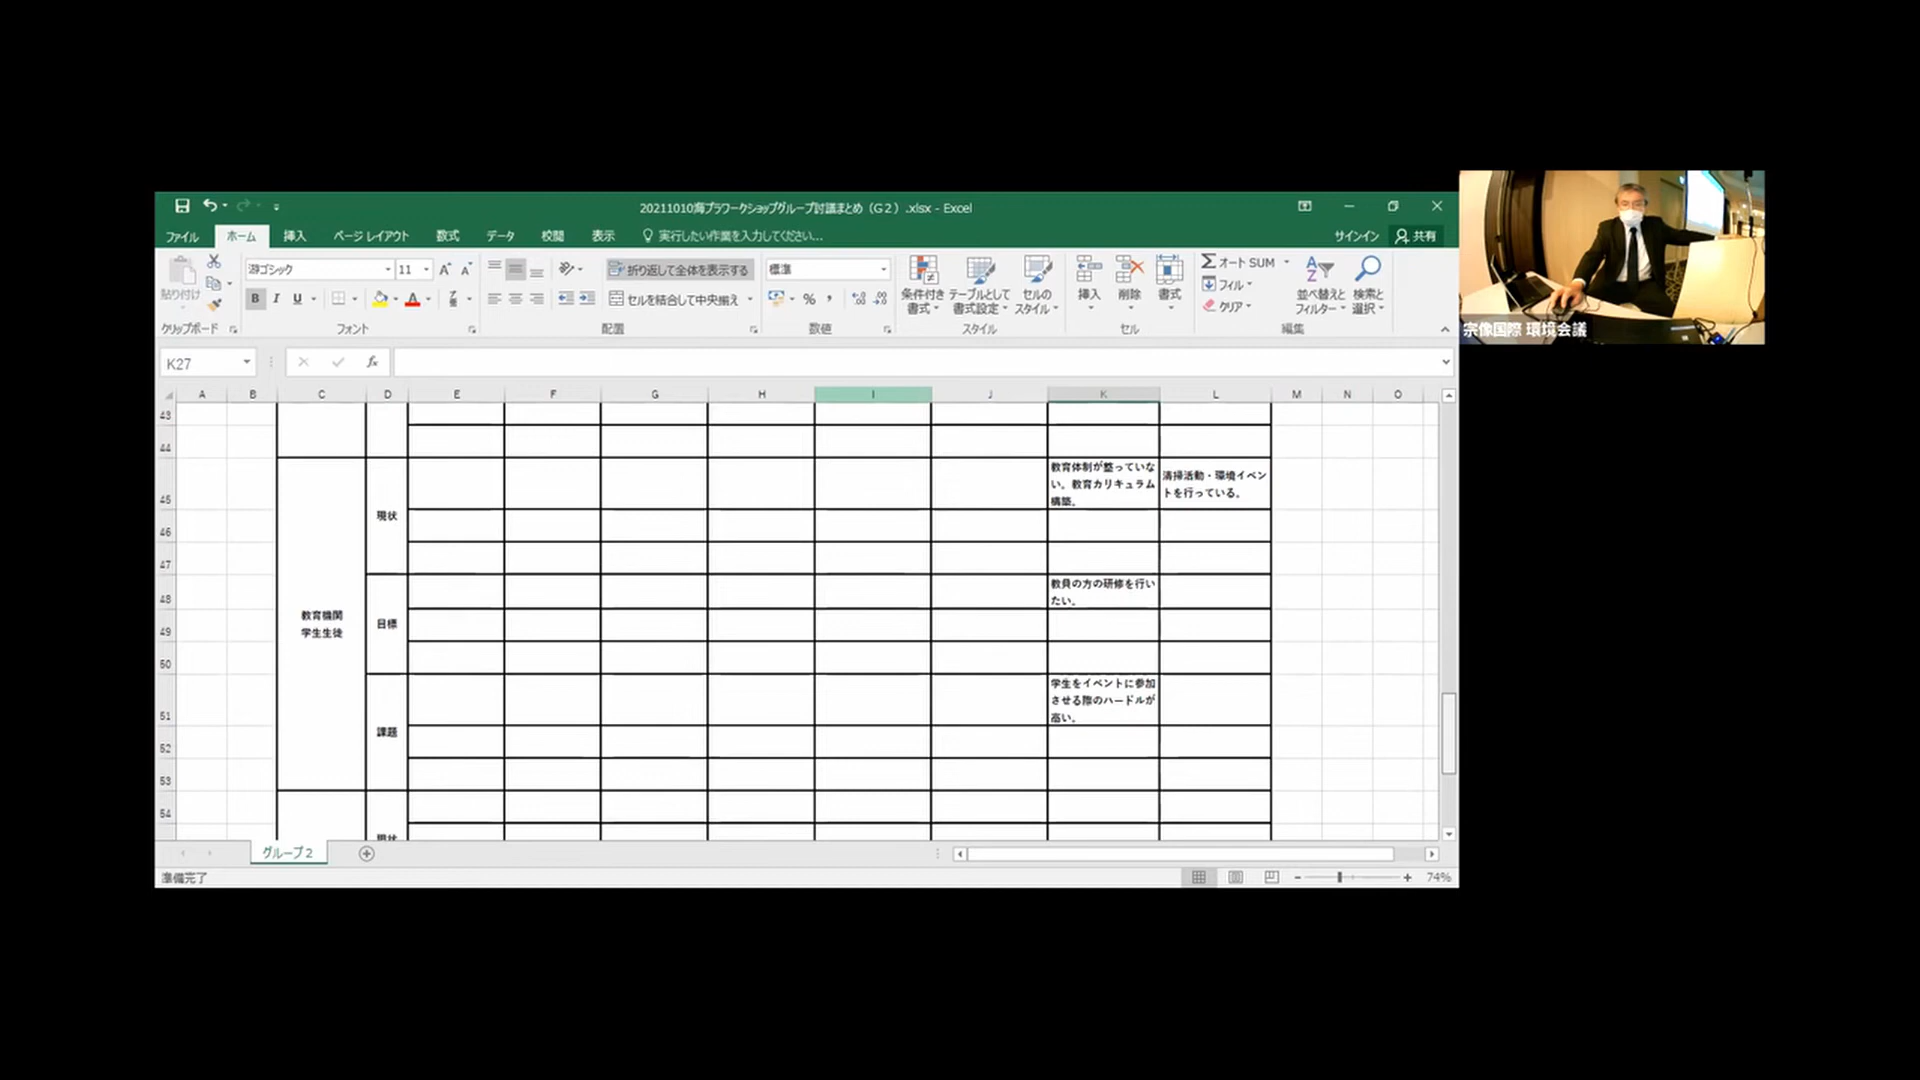 20211010海プラワークショップグループ討議まとめ（G２）.xlsx - Excel
ファイル ホーム 挿入 ページ レイアウト 数式 データ 校閲 表示 実行したい作業を入力してください... サインイン 共有
貼り付け
游ゴシック 11
B I U
折り返して全体を表示する
セルを結合して中央揃え
標準
%
条件付き書式
テーブルとして書式設定
セルのスタイル
挿入 削除 書式
オート SUM
フィル
クリア
並べ替えとフィルター
検索と選択
クリップボード フォント 配置 数値 スタイル セル 編集
宗像国際 環境会議
K27
fx
A B C D E F G H I J K L M N O
43
44
45
46
47
48
49
50
51
52
53
54
教育機関
学生生徒
現状
教育体制が整っていな
い。教育カリキュラム
構築。
清掃活動・環境イベン
トを行っている。
目標
教員の方の研修を行い
たい。
課題
学生をイベントに参加
させる際のハードルが
高い。
現状
グループ２
準備完了
74%